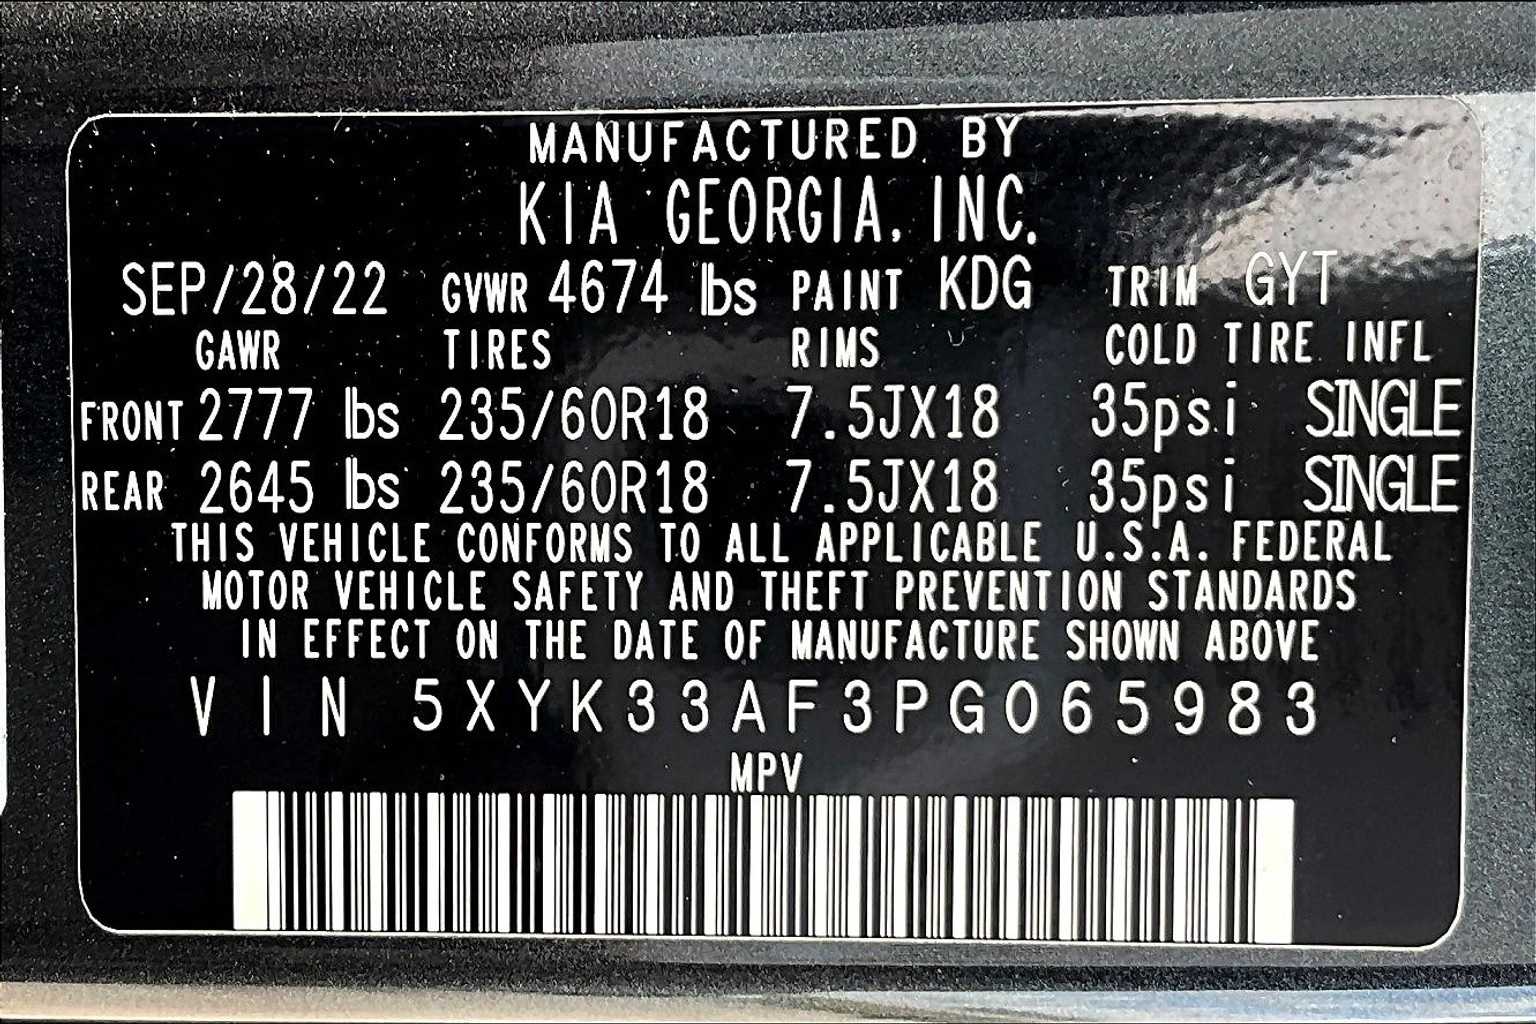 MANUFACTURED BY
KIA GEORGIA, INC.
SEP/28/22 GVWR 4674 lbs PAINT KDG TRIM GYT
GAWR TIRES RIMS COLD TIRE INFL
FRONT 2777 lbs 235/60R18 7.5JX18 35psi SINGLE
REAR 2645 lbs 235/60R18 7.5JX18 35psi SINGLE
THIS VEHICLE CONFORMS TO ALL APPLICABLE U.S.A. FEDERAL
MOTOR VEHICLE SAFETY AND THEFT PREVENTION STANDARDS
IN EFFECT ON THE DATE OF MANUFACTURE SHOWN ABOVE
VIN 5XYK33AF3PG065983
MPV